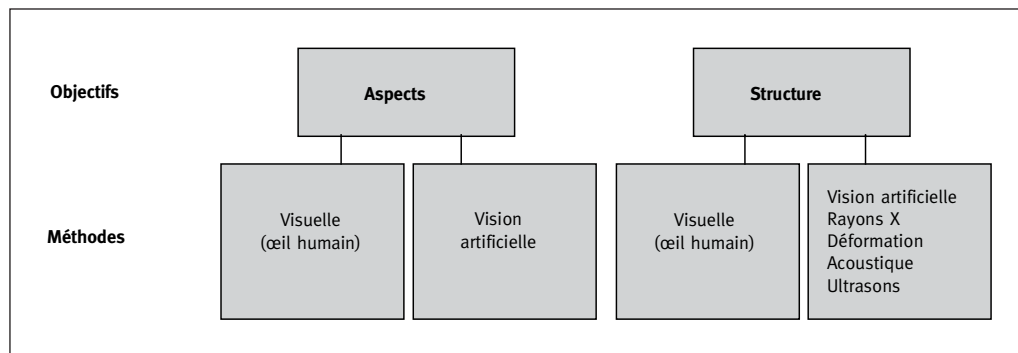 Objectifs
Aspects
Structure
Méthodes
Visuelle
(œil humain)
Vision
artificielle
Visuelle
(œil humain)
Vision artificielle
Rayons X
Déformation
Acoustique
Ultrasons